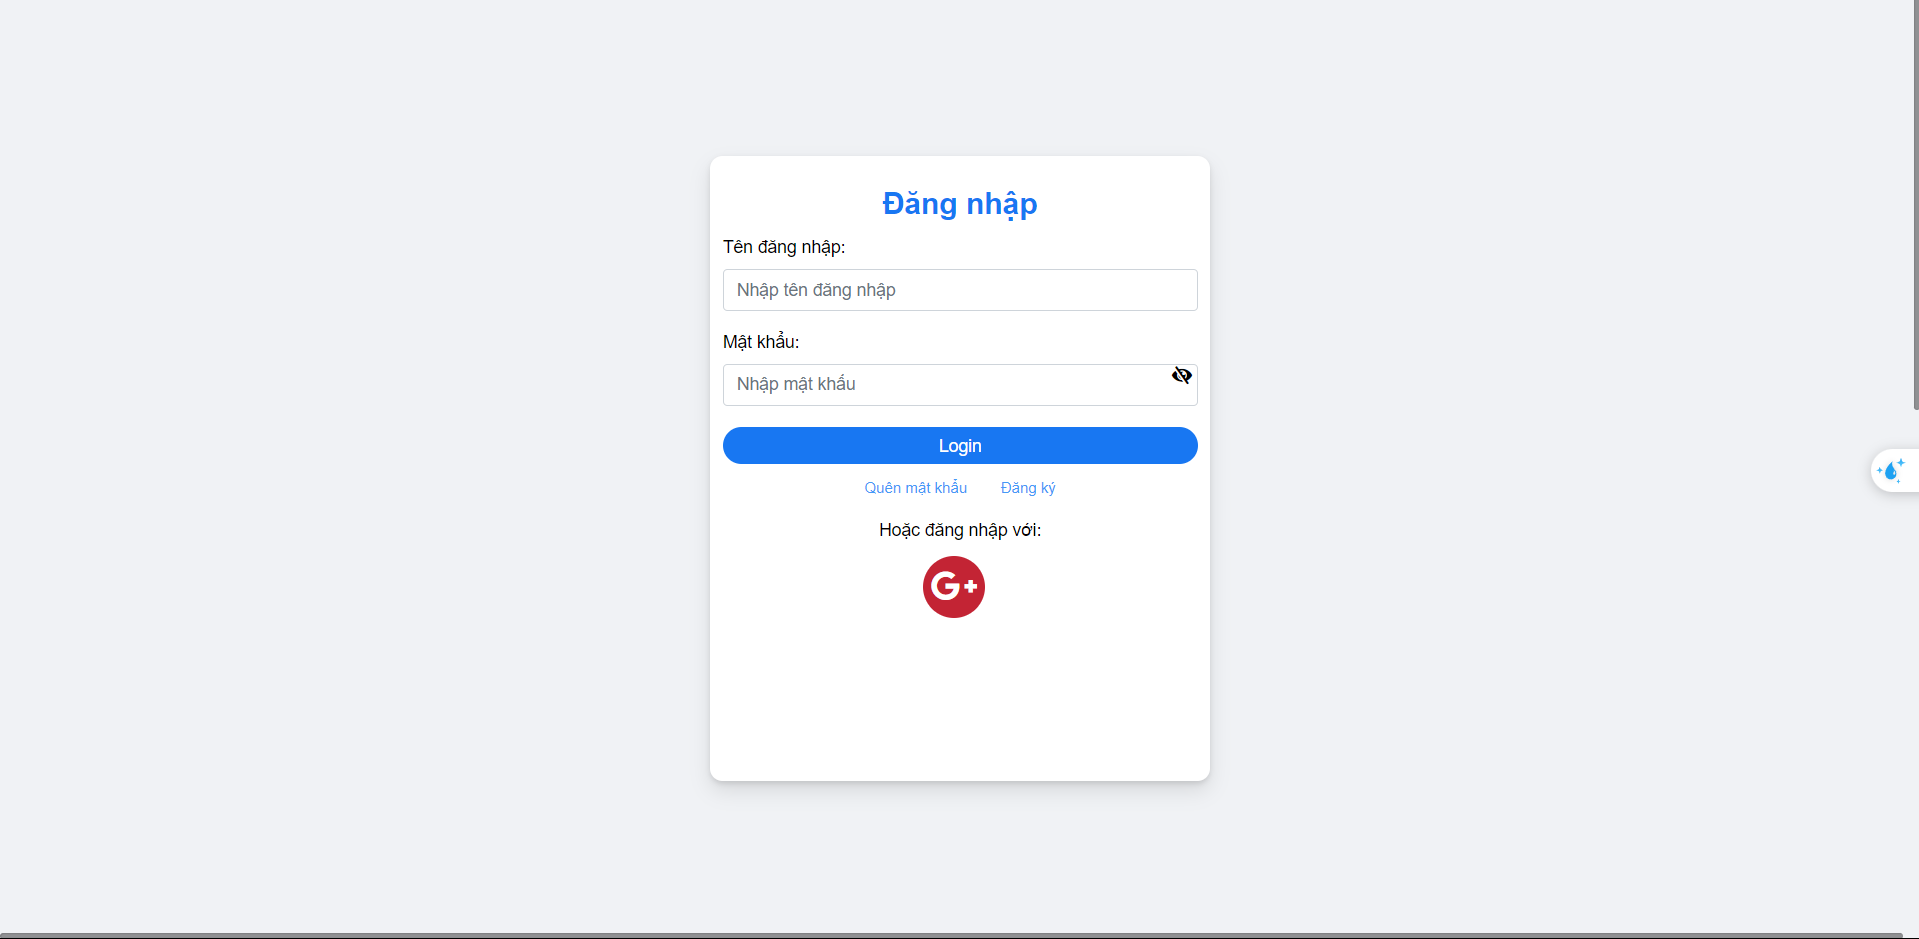 Đăng nhập
Tên đăng nhập:
Nhập tên đăng nhập
Mật khẩu:
Nhập mật khẩu
Login
Quên mật khẩu Đăng ký
Hoặc đăng nhập với:
G+